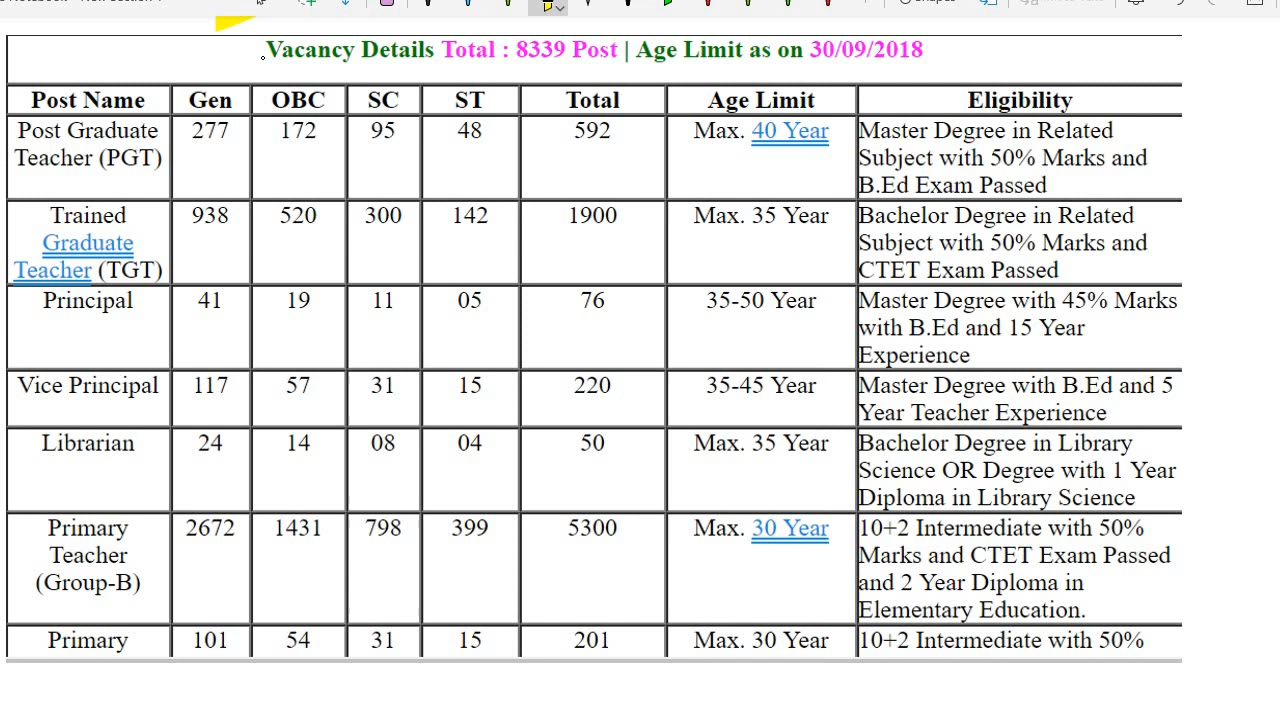 Vacancy Details Total : 8339 Post | Age Limit as on 30/09/2018
Post Name Gen OBC SC ST Total Age Limit Eligibility
Post Graduate 277 172 95 48 592 Max. 40 Year Master Degree in Related
Teacher (PGT) Subject with 50% Marks and
B.Ed Exam Passed
Trained 938 520 300 142 1900 Max. 35 Year Bachelor Degree in Related
Graduate Subject with 50% Marks and
Teacher (TGT) CTET Exam Passed
Principal 41 19 11 05 76 35-50 Year Master Degree with 45% Marks
with B.Ed and 15 Year
Experience
Vice Principal 117 57 31 15 220 35-45 Year Master Degree with B.Ed and 5
Year Teacher Experience
Librarian 24 14 08 04 50 Max. 35 Year Bachelor Degree in Library
Science OR Degree with 1 Year
Diploma in Library Science
Primary 2672 1431 798 399 5300 Max. 30 Year 10+2 Intermediate with 50%
Teacher Marks and CTET Exam Passed
(Group-B) and 2 Year Diploma in
Elementary Education.
Primary 101 54 31 15 201 Max. 30 Year 10+2 Intermediate with 50%